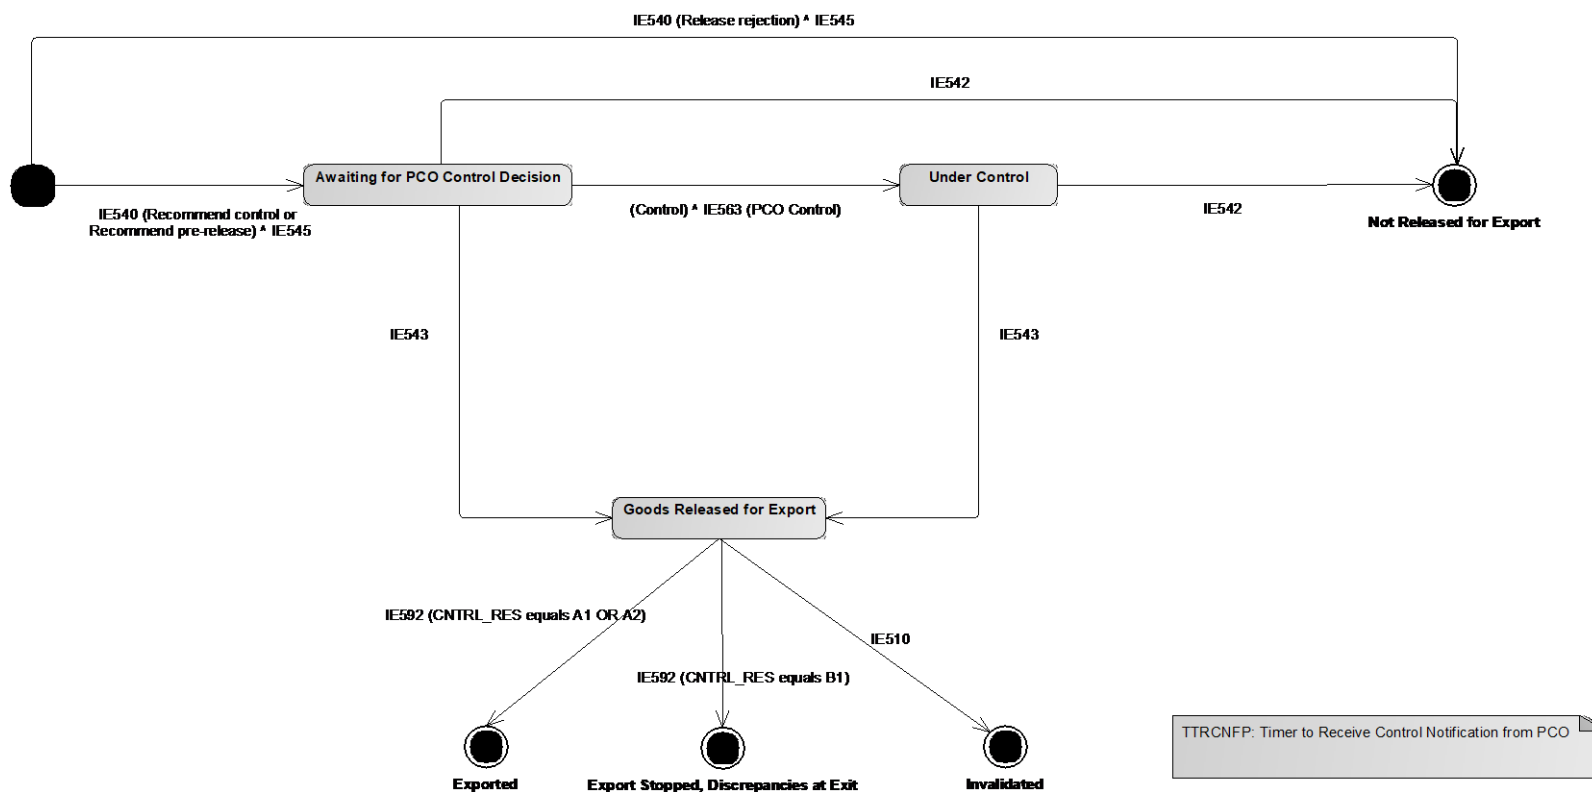 IE540 (Release rejection) ^ IE545
IE542
Awaiting for PCO Control Decision
Under Control
IE540 (Recommend control or
Recommend pre-release) ^ IE545
(Control) ^ IE563 (PCO Control)
IE542
Not Released for Export
IE543
IE543
Goods Released for Export
IE592 (CNTRL_RES equals A1 OR A2)
IE510
IE592 (CNTRL_RES equals B1)
TTRCNFP: Timer to Receive Control Notification from PCO
Exported
Export Stopped, Discrepancies at Exit
Invalidated